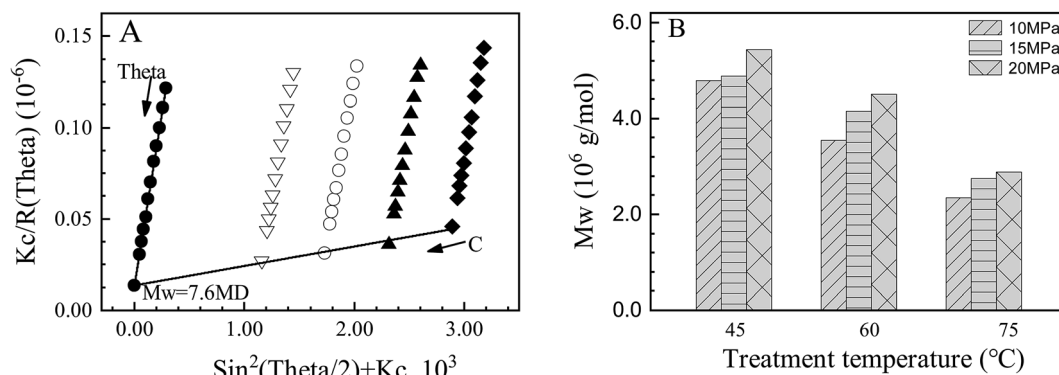 A
Kc/R(Theta) (10⁻⁶)
0.15
0.10
0.05
0.00
Theta
C
Mw=7.6MD
0.00 1.00 2.00 3.00
Sin²(Theta/2)+Kc, 10³
B
Mw (10⁶ g/mol)
6.0
4.0
2.0
0.0
10MPa
15MPa
20MPa
45 60 75
Treatment temperature (℃)